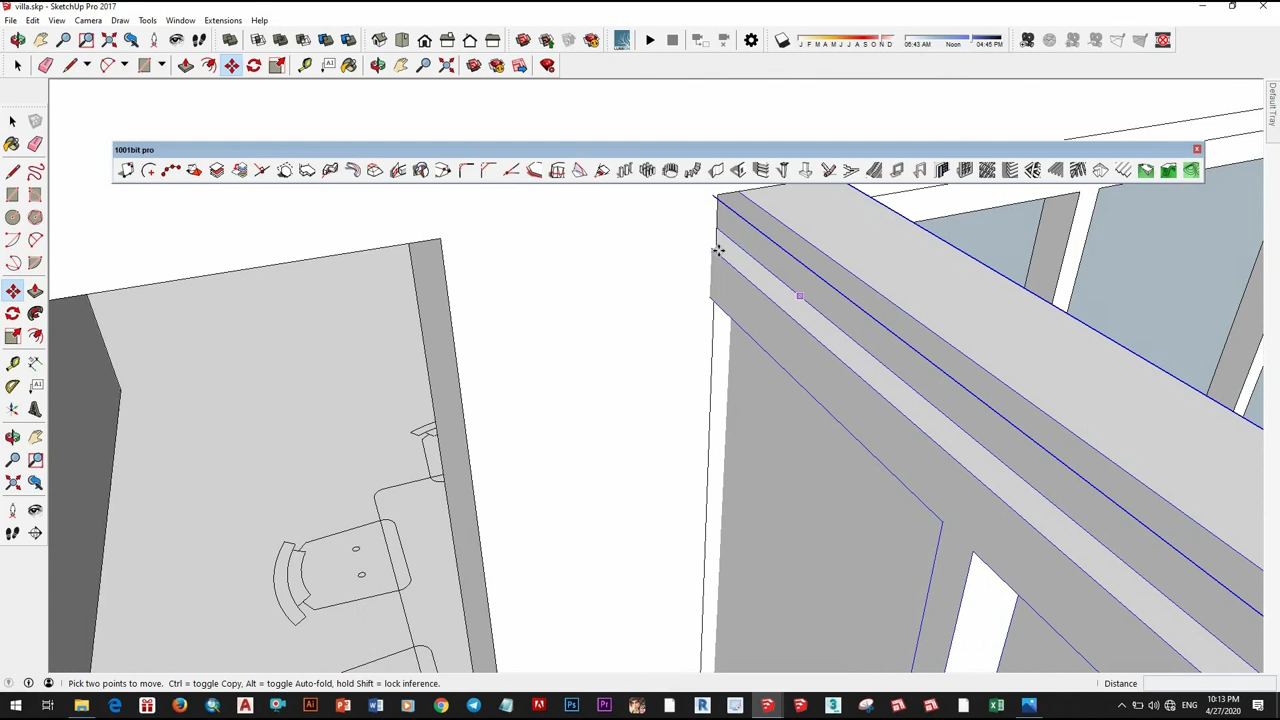 villa.skp - SketchUp Pro 2017
File Edit View Camera Draw Tools Window Extensions Help
J F M A M J J A S O N D 06:43 AM Noon 04:45 PM
Default Tray
1001bit pro
Pick two points to move. Ctrl = toggle Copy, Alt = toggle Auto-fold, hold Shift = lock inference.
Distance
10:13 PM
4/27/2020